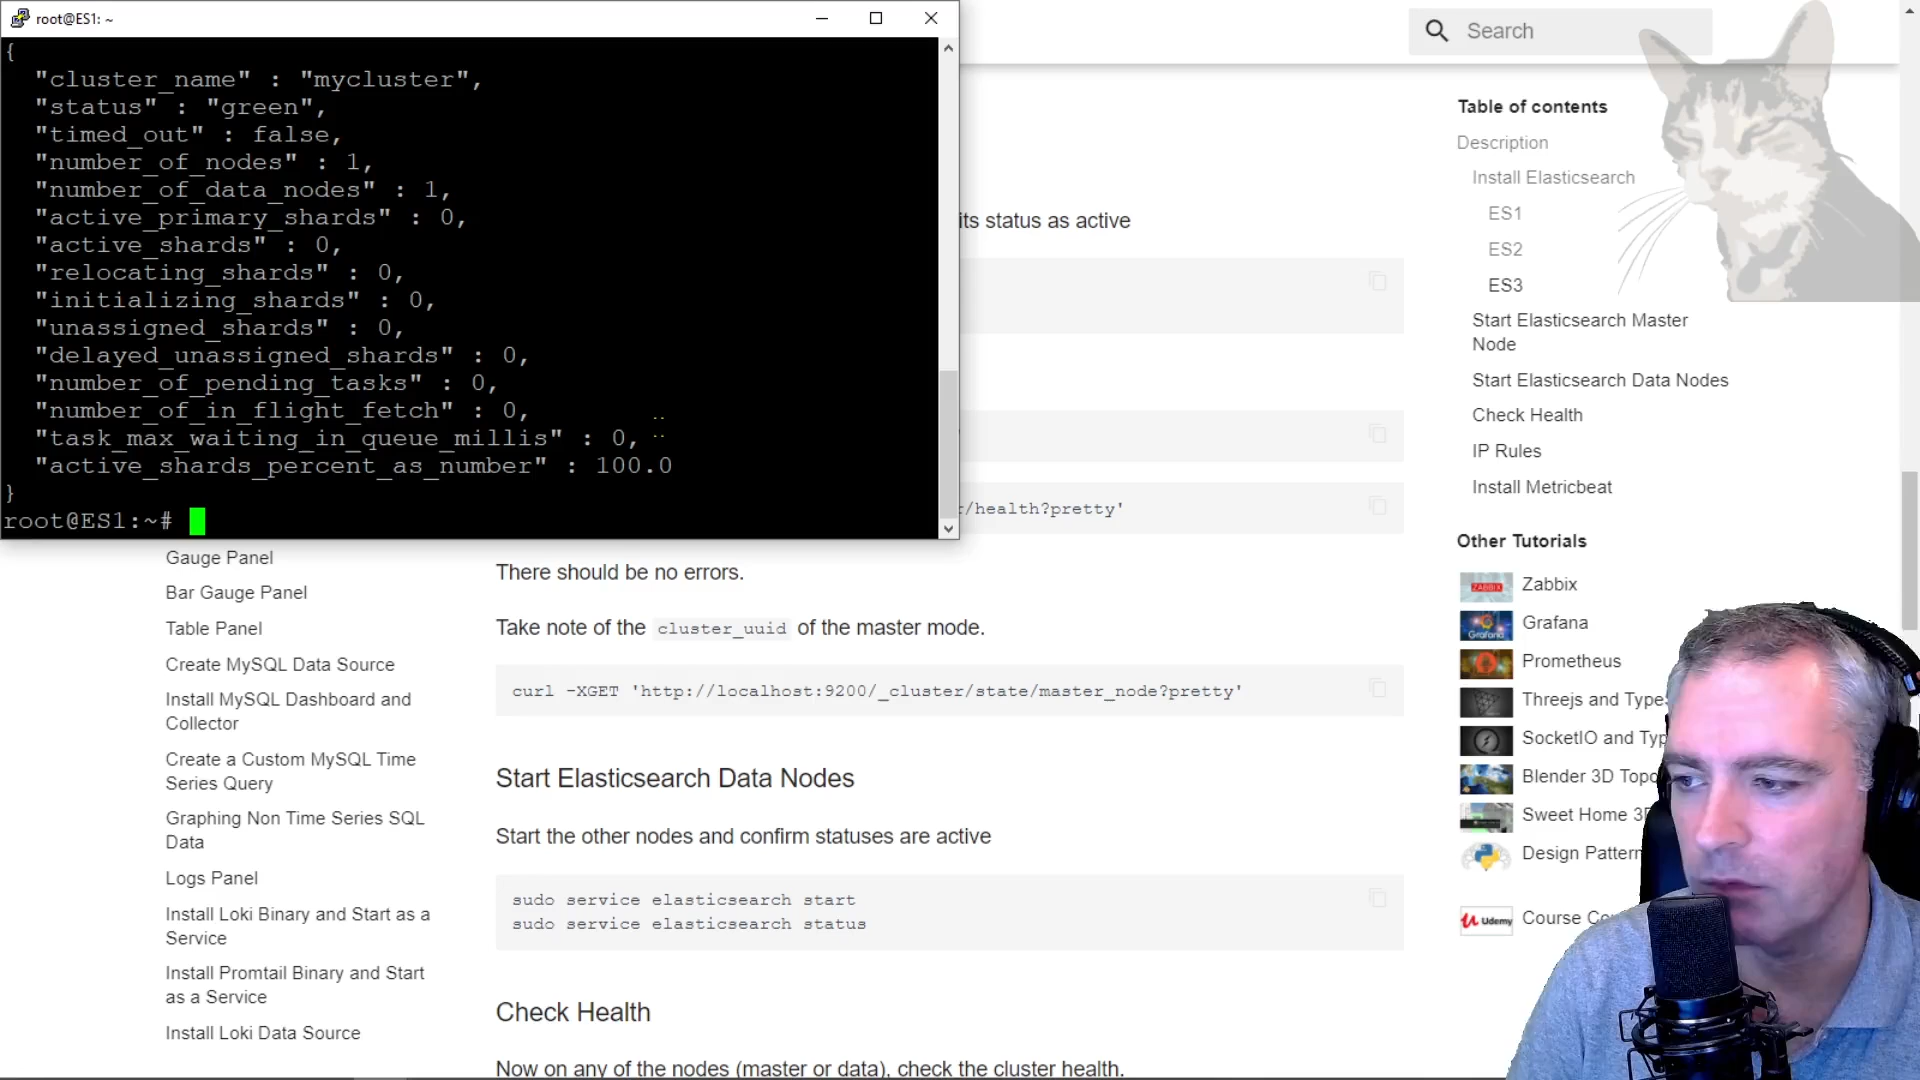 root@ES1: ~
{
"cluster_name" : "mycluster",
"status" : "green",
"timed_out" : false,
"number_of_nodes" : 1,
"number_of_data_nodes" : 1,
"active_primary_shards" : 0,
"active_shards" : 0,
"relocating_shards" : 0,
"initializing_shards" : 0,
"unassigned_shards" : 0,
"delayed_unassigned_shards" : 0,
"number_of_pending_tasks" : 0,
"number_of_in_flight_fetch" : 0,
"task_max_waiting_in_queue_millis" : 0,
"active_shards_percent_as_number" : 100.0
}
root@ES1:~#
Gauge Panel
Bar Gauge Panel
Table Panel
Create MySQL Data Source
Install MySQL Dashboard and
Collector
Create a Custom MySQL Time
Series Query
Graphing Non Time Series SQL
Data
Logs Panel
Install Loki Binary and Start as a
Service
Install Promtail Binary and Start
as a Service
Install Loki Data Source
its status as active
r/health?pretty'
There should be no errors.
Take note of the cluster_uuid of the master mode.
curl -XGET 'http://localhost:9200/_cluster/state/master_node?pretty'
Start Elasticsearch Data Nodes
Start the other nodes and confirm statuses are active
sudo service elasticsearch start
sudo service elasticsearch status
Check Health
Now on any of the nodes (master or data), check the cluster health.
Search
Table of contents
Description
Install Elasticsearch
ES1
ES2
ES3
Start Elasticsearch Master
Node
Start Elasticsearch Data Nodes
Check Health
IP Rules
Install Metricbeat
Other Tutorials
ZABBIX
Zabbix
Grafana
Grafana
Prometheus
Threejs and Type
SocketIO and Typ
Blender 3D Topo
Sweet Home 3D
Design Pattern
Udemy
Course Co